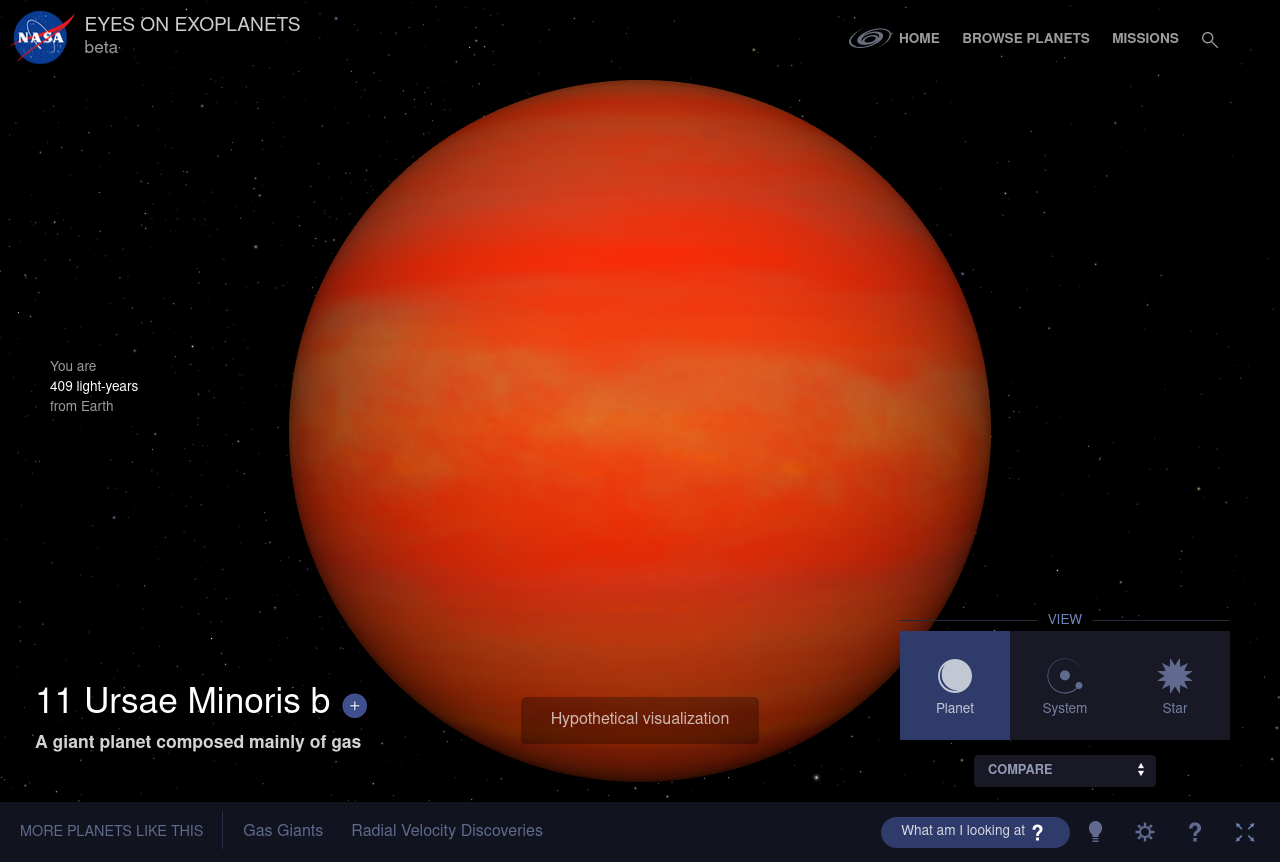 NASA
EYES ON EXOPLANETS
beta
HOME
BROWSE PLANETS
MISSIONS
You are
409 light-years
from Earth
11 Ursae Minoris b +
A giant planet composed mainly of gas
Hypothetical visualization
VIEW
Planet
System
Star
COMPARE
MORE PLANETS LIKE THIS
Gas Giants
Radial Velocity Discoveries
What am I looking at ?
?